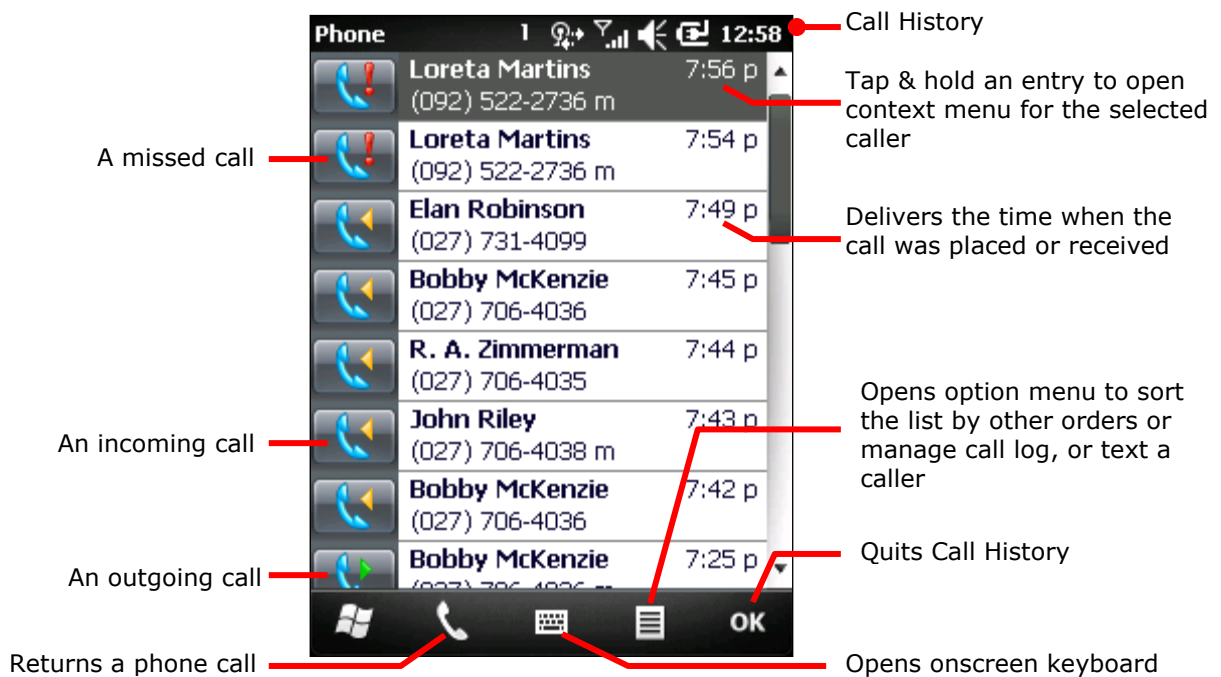 Call History
Tap & hold an entry to open
context menu for the selected
caller
Delivers the time when the
call was placed or received
Opens option menu to sort
the list by other orders or
manage call log, or text a
caller
Quits Call History
Opens onscreen keyboard
A missed call
An incoming call
An outgoing call
Returns a phone call
Phone 1 12:58
Loreta Martins 7:56 p
(092) 522-2736 m
Loreta Martins 7:54 p
(092) 522-2736 m
Elan Robinson 7:49 p
(027) 731-4099
Bobby McKenzie 7:45 p
(027) 706-4036
R. A. Zimmerman 7:44 p
(027) 706-4035
John Riley 7:43 p
(027) 706-4038 m
Bobby McKenzie 7:42 p
(027) 706-4036
Bobby McKenzie 7:25 p
OK